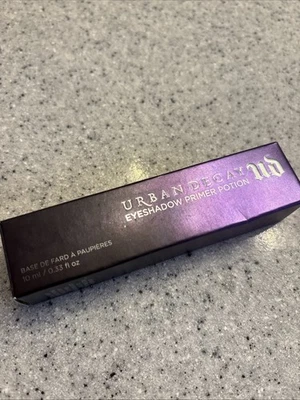 URBAN DECAY
EYESHADOW PRIMER POTION
UD
BASE DE FARD À PAUPIÈRES
10 ml / 0.33 fl oz